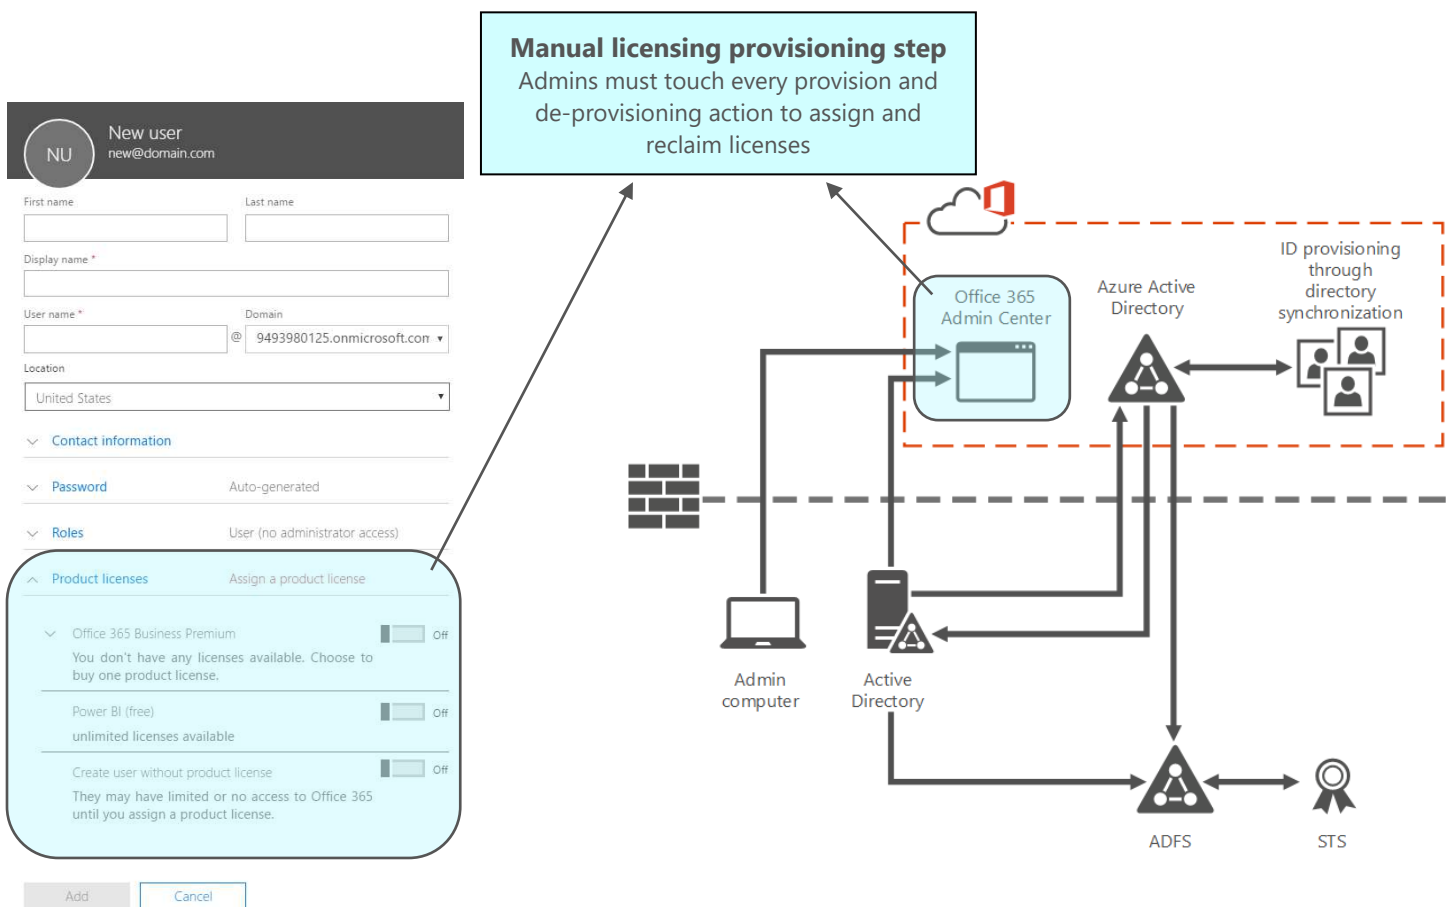 Manual licensing provisioning step
Admins must touch every provision and
de-provisioning action to assign and
reclaim licenses
NU
New user
new@domain.com
First name
Last name
Display name *
User name *
Domain
@
9493980125.onmicrosoft.com
Location
United States
Contact information
Password
Auto-generated
Roles
User (no administrator access)
Product licenses
Assign a product license
Office 365 Business Premium
Off
You don't have any licenses available. Choose to
buy one product license.
Power BI (free)
Off
unlimited licenses available
Create user without product license
Off
They may have limited or no access to Office 365
until you assign a product license.
Add
Cancel
Office 365
Admin Center
Azure Active
Directory
ID provisioning
through
directory
synchronization
Admin
computer
Active
Directory
ADFS
STS